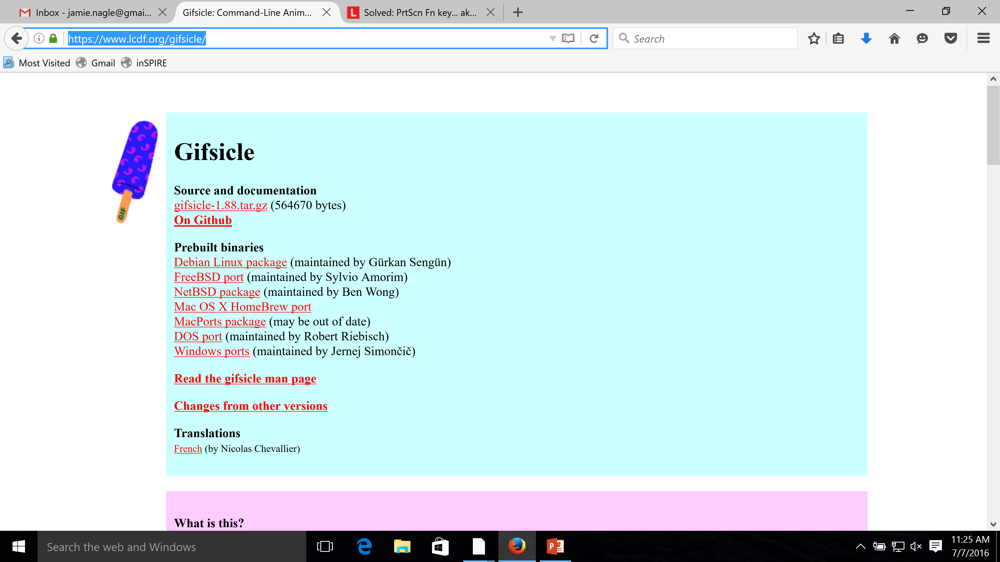 Inbox - jamie.nagle@gmai...
Gifsicle: Command-Line Anim...
L Solved: PrtScn Fn key... ak...
https://www.lcdf.org/gifsicle/
Search
Most Visited Gmail inSPIRE
GIF
Gifsicle
Source and documentation
gifsicle-1.88.tar.gz (564670 bytes)
On Github
Prebuilt binaries
Debian Linux package (maintained by Gürkan Sengün)
FreeBSD port (maintained by Sylvio Amorim)
NetBSD package (maintained by Ben Wong)
Mac OS X HomeBrew port
MacPorts package (may be out of date)
DOS port (maintained by Robert Riebisch)
Windows ports (maintained by Jernej Simončič)
Read the gifsicle man page
Changes from other versions
Translations
French (by Nicolas Chevallier)
What is this?
Search the web and Windows
P
11:25 AM
7/7/2016